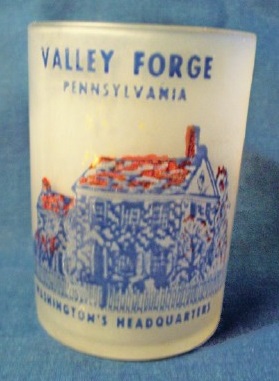 VALLEY FORGE
PENNSYLVANIA
WASHINGTON'S HEADQUARTERS